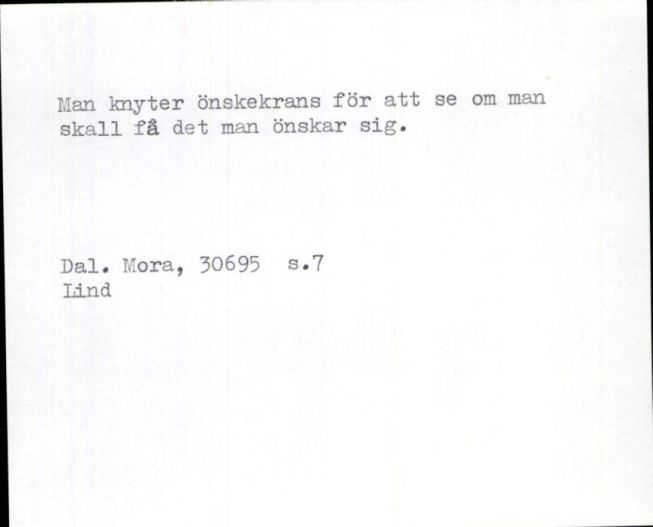 Man knyter önskekrans för att se om man
skall få det man önskar sig.
Dal. Mora, 30695 s.7
Lind